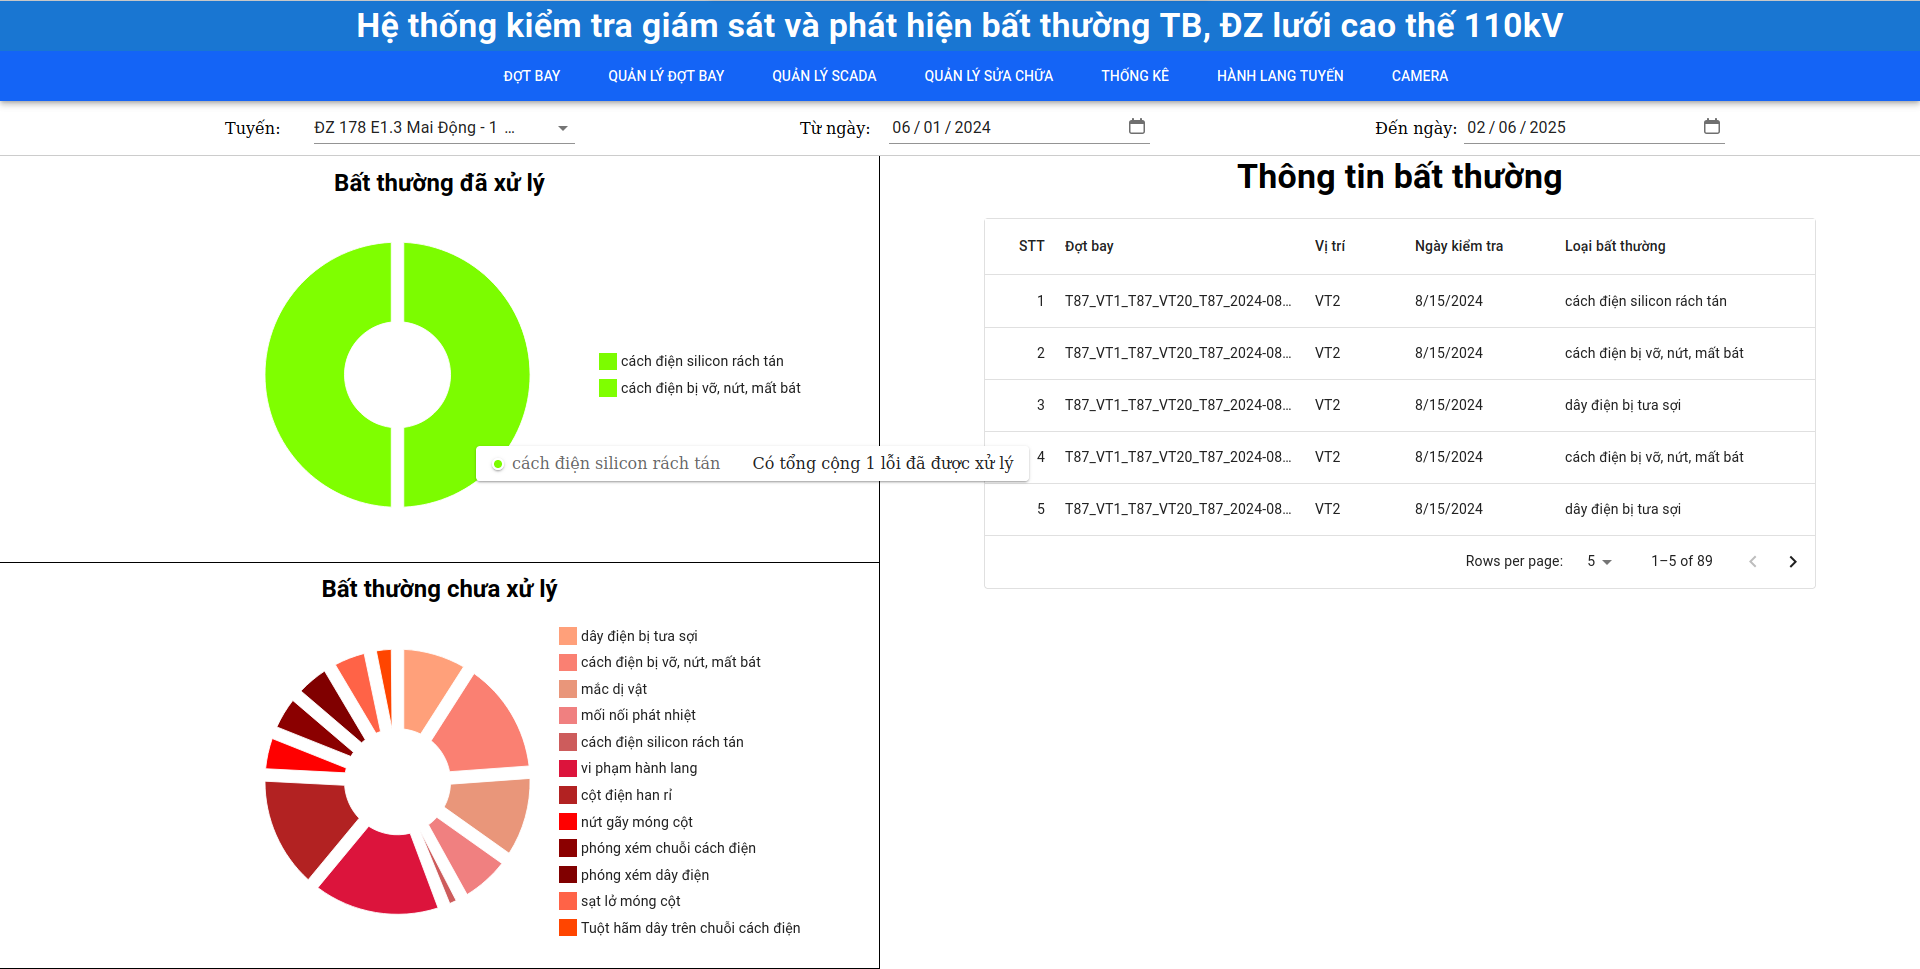 Hệ thống kiểm tra giám sát và phát hiện bất thường TB, ĐZ lưới cao thế 110kV
ĐỢT BAY QUẢN LÝ ĐỢT BAY QUẢN LÝ SCADA QUẢN LÝ SỬA CHỮA THỐNG KÊ HÀNH LANG TUYẾN CAMERA
Tuyến: ĐZ 178 E1.3 Mai Động - 1 ... Từ ngày: 06 / 01 / 2024 Đến ngày: 02 / 06 / 2025
Bất thường đã xử lý
cách điện silicon rách tán
cách điện bị vỡ, nứt, mất bát
cách điện silicon rách tán Có tổng cộng 1 lỗi đã được xử lý
Bất thường chưa xử lý
dây điện bị tưa sợi
cách điện bị vỡ, nứt, mất bát
mắc dị vật
mối nối phát nhiệt
cách điện silicon rách tán
vi phạm hành lang
cột điện han rỉ
nứt gãy móng cột
phóng xém chuỗi cách điện
phóng xém dây điện
sạt lở móng cột
Tuột hãm dây trên chuỗi cách điện
Thông tin bất thường
STT Đợt bay Vị trí Ngày kiểm tra Loại bất thường
1 T87_VT1_T87_VT20_T87_2024-08... VT2 8/15/2024 cách điện silicon rách tán
2 T87_VT1_T87_VT20_T87_2024-08... VT2 8/15/2024 cách điện bị vỡ, nứt, mất bát
3 T87_VT1_T87_VT20_T87_2024-08... VT2 8/15/2024 dây điện bị tưa sợi
4 T87_VT1_T87_VT20_T87_2024-08... VT2 8/15/2024 cách điện bị vỡ, nứt, mất bát
5 T87_VT1_T87_VT20_T87_2024-08... VT2 8/15/2024 dây điện bị tưa sợi
Rows per page: 5 1–5 of 89